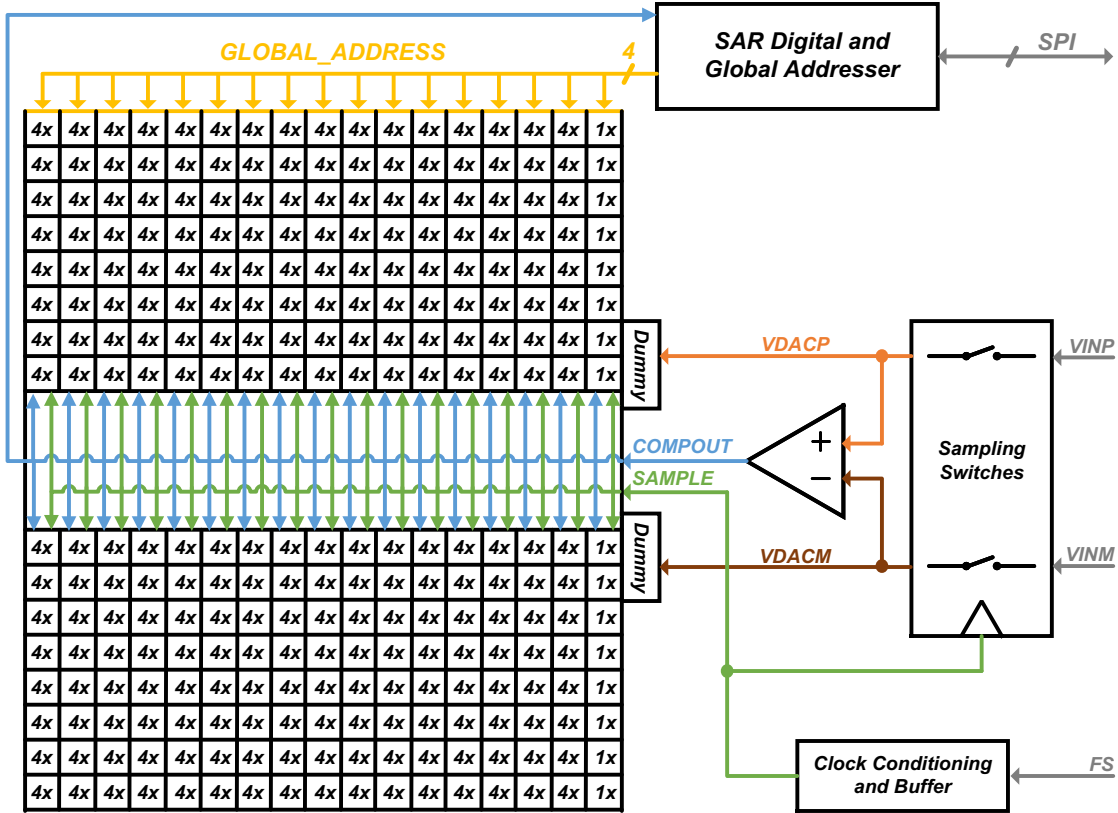 SAR Digital and
Global Addresser
SPI
GLOBAL_ADDRESS
4
4x 4x 4x 4x 4x 4x 4x 4x 4x 4x 4x 4x 4x 4x 4x 4x 1x
4x 4x 4x 4x 4x 4x 4x 4x 4x 4x 4x 4x 4x 4x 4x 4x 1x
4x 4x 4x 4x 4x 4x 4x 4x 4x 4x 4x 4x 4x 4x 4x 4x 1x
4x 4x 4x 4x 4x 4x 4x 4x 4x 4x 4x 4x 4x 4x 4x 4x 1x
4x 4x 4x 4x 4x 4x 4x 4x 4x 4x 4x 4x 4x 4x 4x 4x 1x
4x 4x 4x 4x 4x 4x 4x 4x 4x 4x 4x 4x 4x 4x 4x 4x 1x
4x 4x 4x 4x 4x 4x 4x 4x 4x 4x 4x 4x 4x 4x 4x 4x 1x
4x 4x 4x 4x 4x 4x 4x 4x 4x 4x 4x 4x 4x 4x 4x 4x 1x
Dummy
VDACP
VINP
COMPOUT
+
−
Sampling
Switches
SAMPLE
Dummy
VDACM
VINM
4x 4x 4x 4x 4x 4x 4x 4x 4x 4x 4x 4x 4x 4x 4x 4x 1x
4x 4x 4x 4x 4x 4x 4x 4x 4x 4x 4x 4x 4x 4x 4x 4x 1x
4x 4x 4x 4x 4x 4x 4x 4x 4x 4x 4x 4x 4x 4x 4x 4x 1x
4x 4x 4x 4x 4x 4x 4x 4x 4x 4x 4x 4x 4x 4x 4x 4x 1x
4x 4x 4x 4x 4x 4x 4x 4x 4x 4x 4x 4x 4x 4x 4x 4x 1x
4x 4x 4x 4x 4x 4x 4x 4x 4x 4x 4x 4x 4x 4x 4x 4x 1x
4x 4x 4x 4x 4x 4x 4x 4x 4x 4x 4x 4x 4x 4x 4x 4x 1x
4x 4x 4x 4x 4x 4x 4x 4x 4x 4x 4x 4x 4x 4x 4x 4x 1x
Clock Conditioning
and Buffer
FS